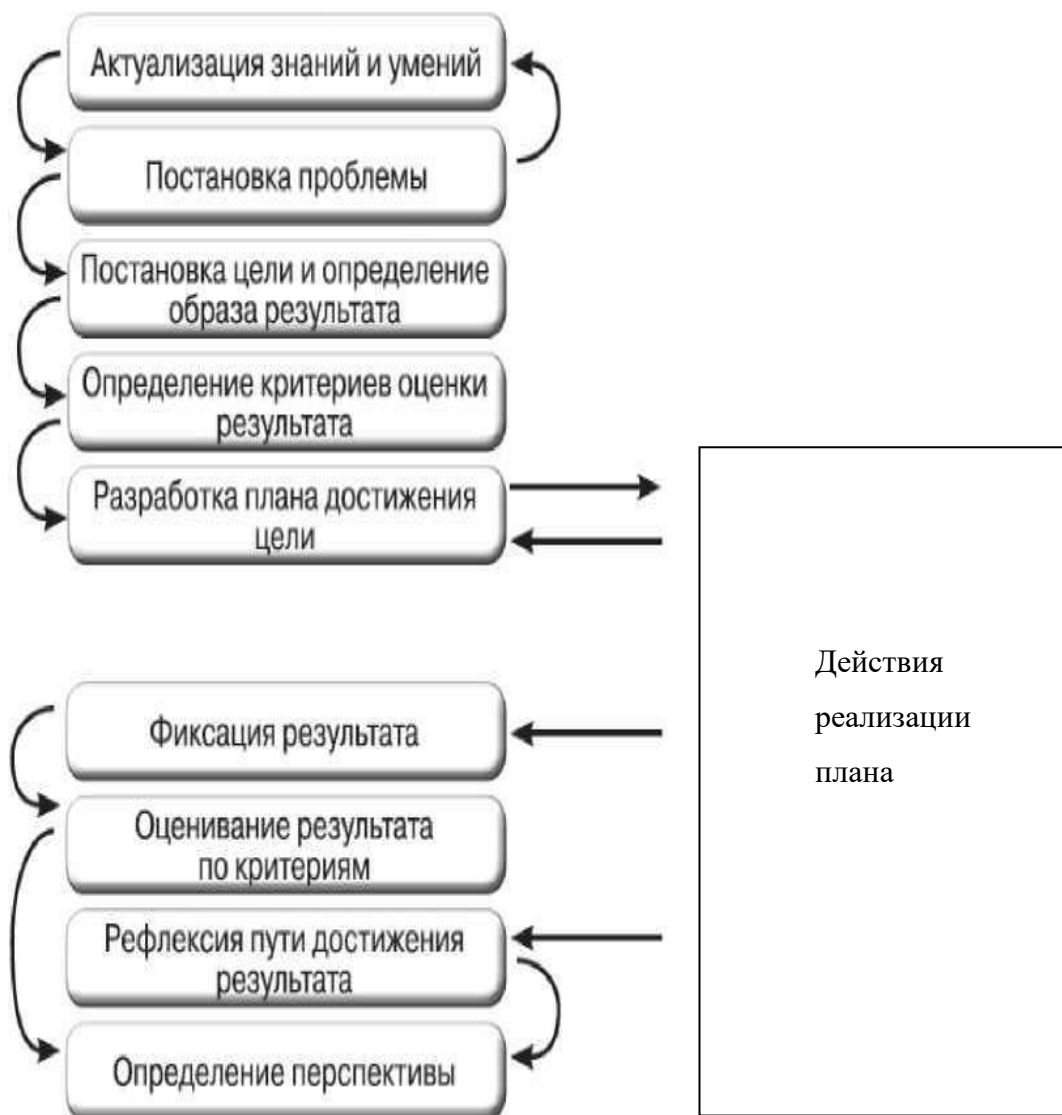 Актуализация знаний и умений
Постановка проблемы
Постановка цели и определение
образа результата
Определение критериев оценки
результата
Разработка плана достижения
цели
Действия
реализации
плана
Фиксация результата
Оценивание результата
по критериям
Рефлексия пути достижения
результата
Определение перспективы